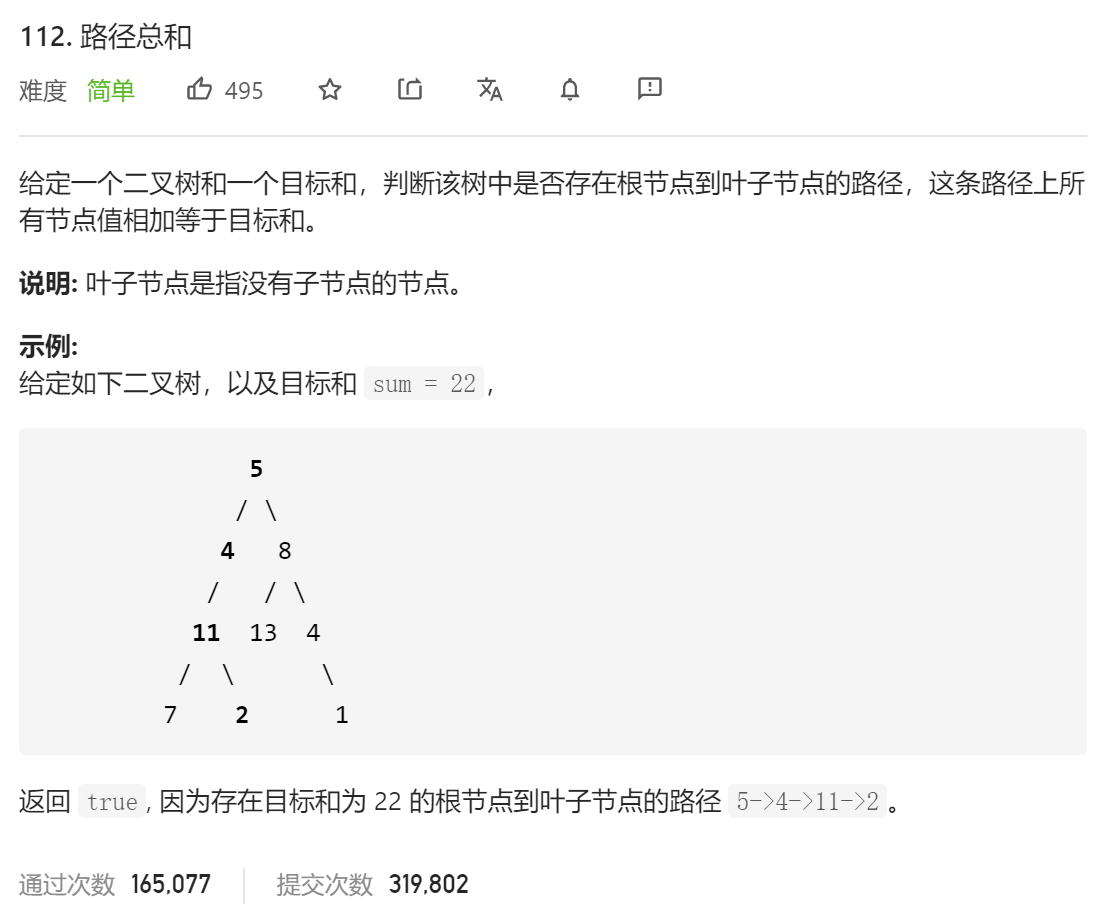 112. 路径总和
难度 简单 495
给定一个二叉树和一个目标和，判断该树中是否存在根节点到叶子节点的路径，这条路径上所
有节点值相加等于目标和。
说明: 叶子节点是指没有子节点的节点。
示例:
给定如下二叉树，以及目标和 sum = 22，
5
/ \
4 8
/ / \
11 13 4
/ \ \
7 2 1
返回 true, 因为存在目标和为 22 的根节点到叶子节点的路径 5->4->11->2。
通过次数 165,077 提交次数 319,802